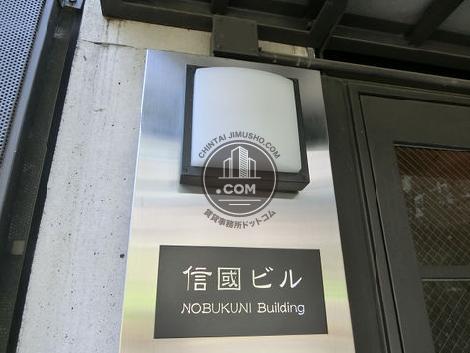 CHINTAI JIMUSHO.COM
.COM
賃貸事務所ドットコム
信國ビル
NOBUKUNI Building